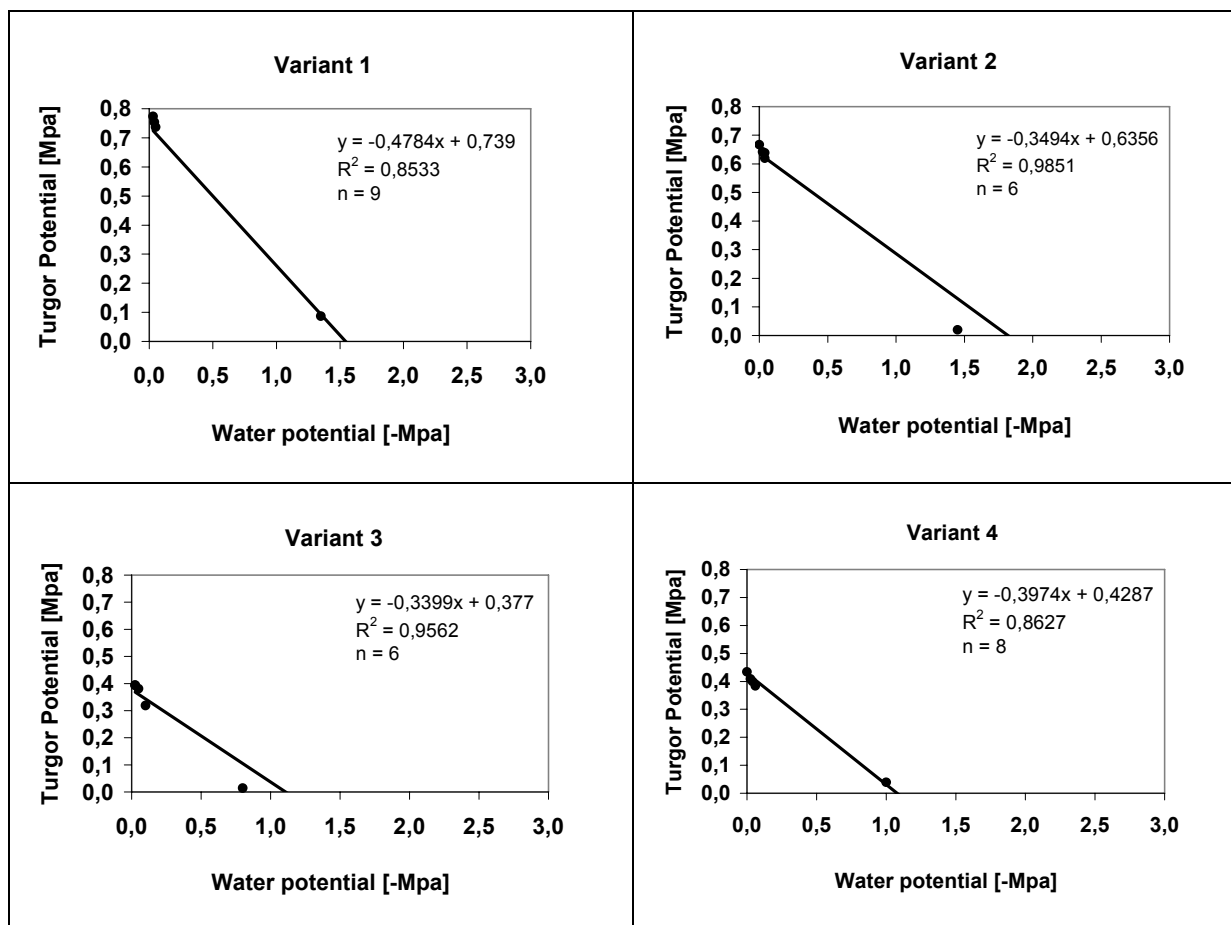 Variant 1
Turgor Potential [Mpa]
0,8
0,7
0,6
0,5
0,4
0,3
0,2
0,1
0,0
y = -0,4784x + 0,739
R² = 0,8533
n = 9
0,0 0,5 1,0 1,5 2,0 2,5 3,0
Water potential [-Mpa]
Variant 2
Turgor Potential [Mpa]
0,8
0,7
0,6
0,5
0,4
0,3
0,2
0,1
0,0
y = -0,3494x + 0,6356
R² = 0,9851
n = 6
0,0 0,5 1,0 1,5 2,0 2,5 3,0
Water potential [-Mpa]
Variant 3
Turgor Potential [Mpa]
0,8
0,7
0,6
0,5
0,4
0,3
0,2
0,1
0,0
y = -0,3399x + 0,377
R² = 0,9562
n = 6
0,0 0,5 1,0 1,5 2,0 2,5 3,0
Water potential [-Mpa]
Variant 4
Turgor Potential [Mpa]
0,8
0,7
0,6
0,5
0,4
0,3
0,2
0,1
0,0
y = -0,3974x + 0,4287
R² = 0,8627
n = 8
0,0 0,5 1,0 1,5 2,0 2,5 3,0
Water potential [-Mpa]